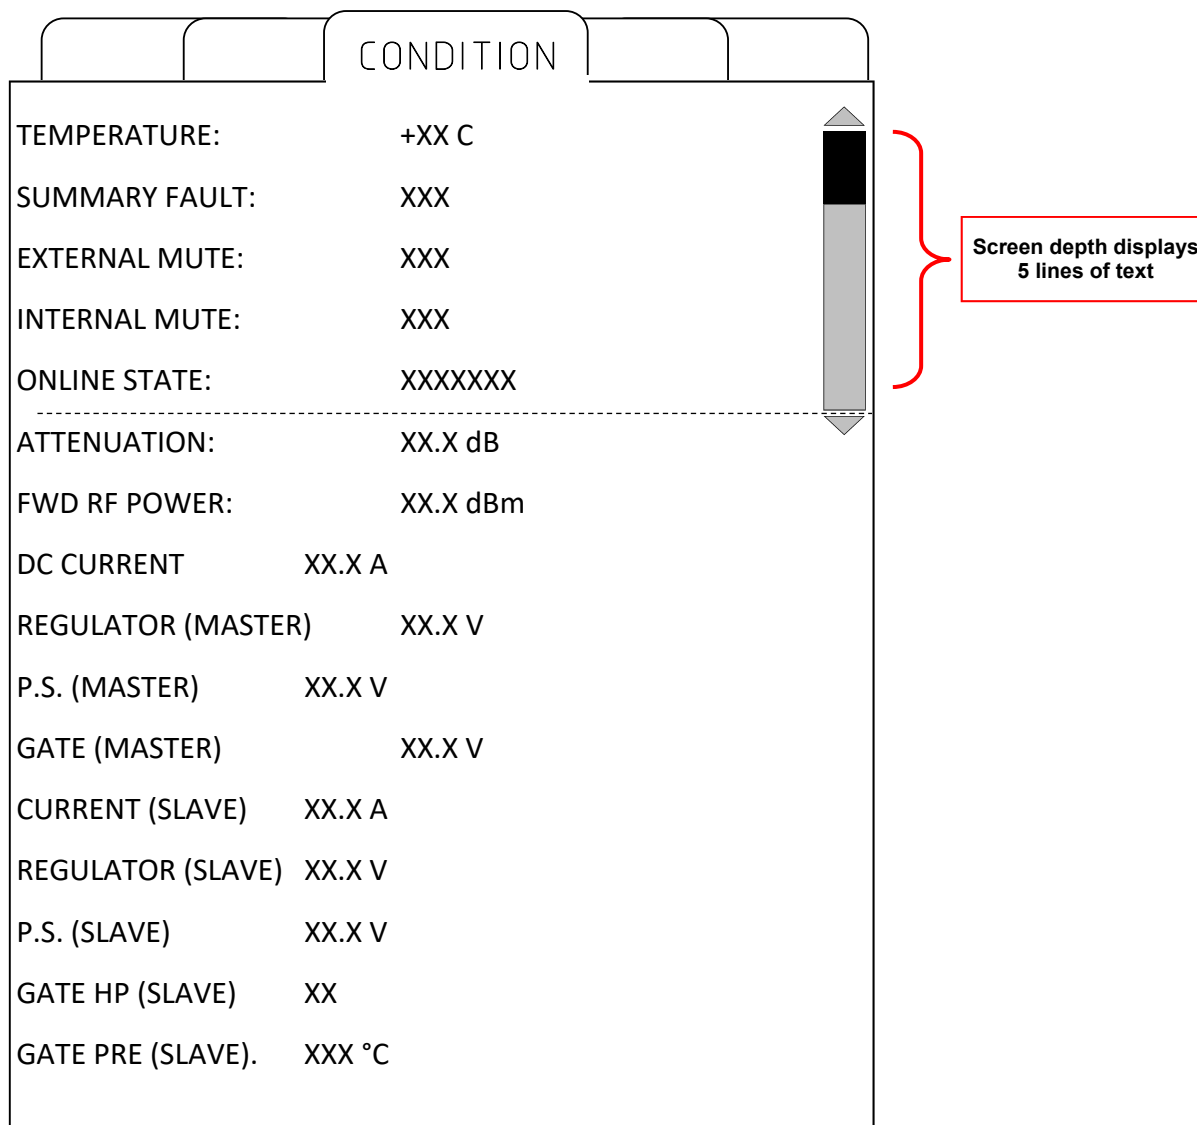 CONDITION
TEMPERATURE: +XX C
SUMMARY FAULT: XXX
EXTERNAL MUTE: XXX
INTERNAL MUTE: XXX
ONLINE STATE: XXXXXXX
Screen depth displays
5 lines of text
ATTENUATION: XX.X dB
FWD RF POWER: XX.X dBm
DC CURRENT XX.X A
REGULATOR (MASTER) XX.X V
P.S. (MASTER) XX.X V
GATE (MASTER) XX.X V
CURRENT (SLAVE) XX.X A
REGULATOR (SLAVE) XX.X V
P.S. (SLAVE) XX.X V
GATE HP (SLAVE) XX
GATE PRE (SLAVE). XXX °C